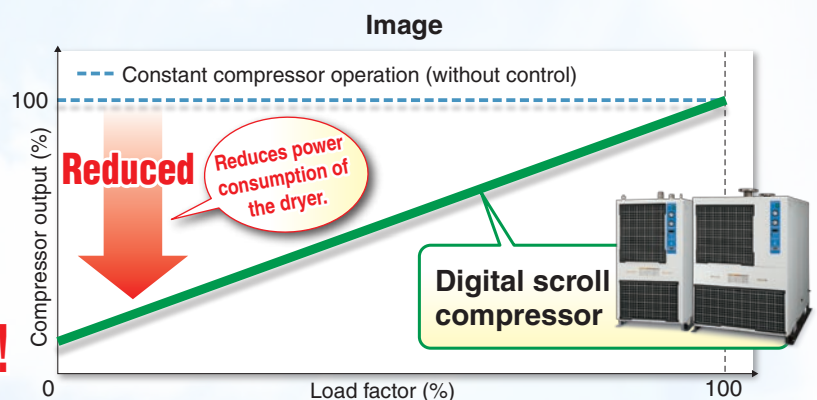 Image
Constant compressor operation (without control)
100
Compressor output (%)
Reduced
Reduces power
consumption of
the dryer.
Digital scroll
compressor
!
0
Load factor (%)
100